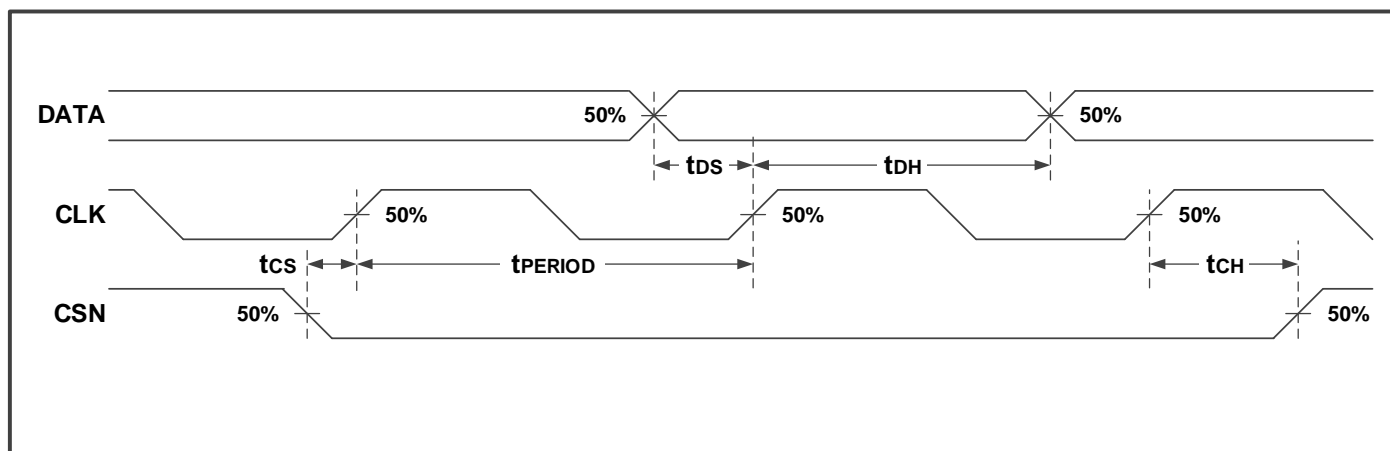 DATA 50% 50%
tDS tDH
CLK 50% 50% 50%
tCS tPERIOD tCH
CSN 50% 50%